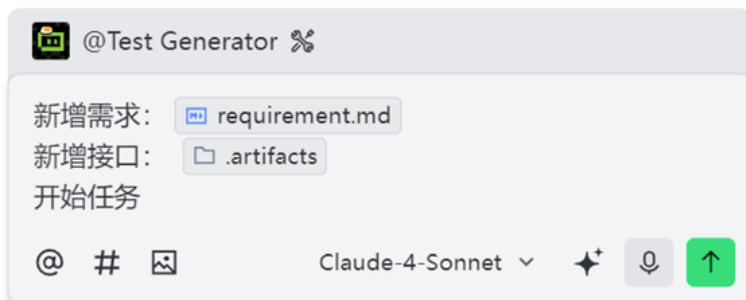 @Test Generator
新增需求： requirement.md
新增接口： .artifacts
开始任务
@ # Claude-4-Sonnet